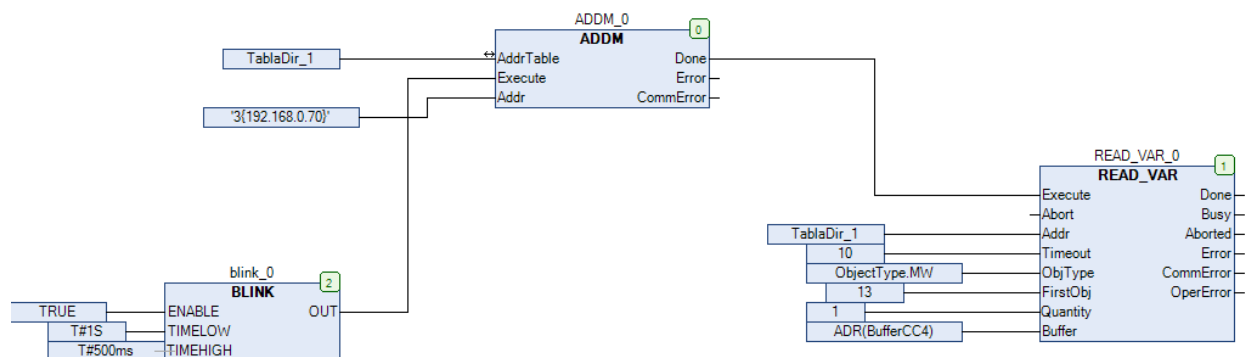 ADDM_0
0
ADDM
TablaDir_1
AddrTable
Done
Execute
Error
'3{192.168.0.70}'
Addr
CommError
READ_VAR_0
1
READ_VAR
Execute
Done
Abort
Busy
TablaDir_1
Addr
Aborted
10
Timeout
Error
ObjectType.MW
ObjType
CommError
13
FirstObj
OperError
1
Quantity
ADR(BufferCC4)
Buffer
blink_0
2
BLINK
TRUE
ENABLE
OUT
T#1S
TIMELOW
T#500ms
TIMEHIGH